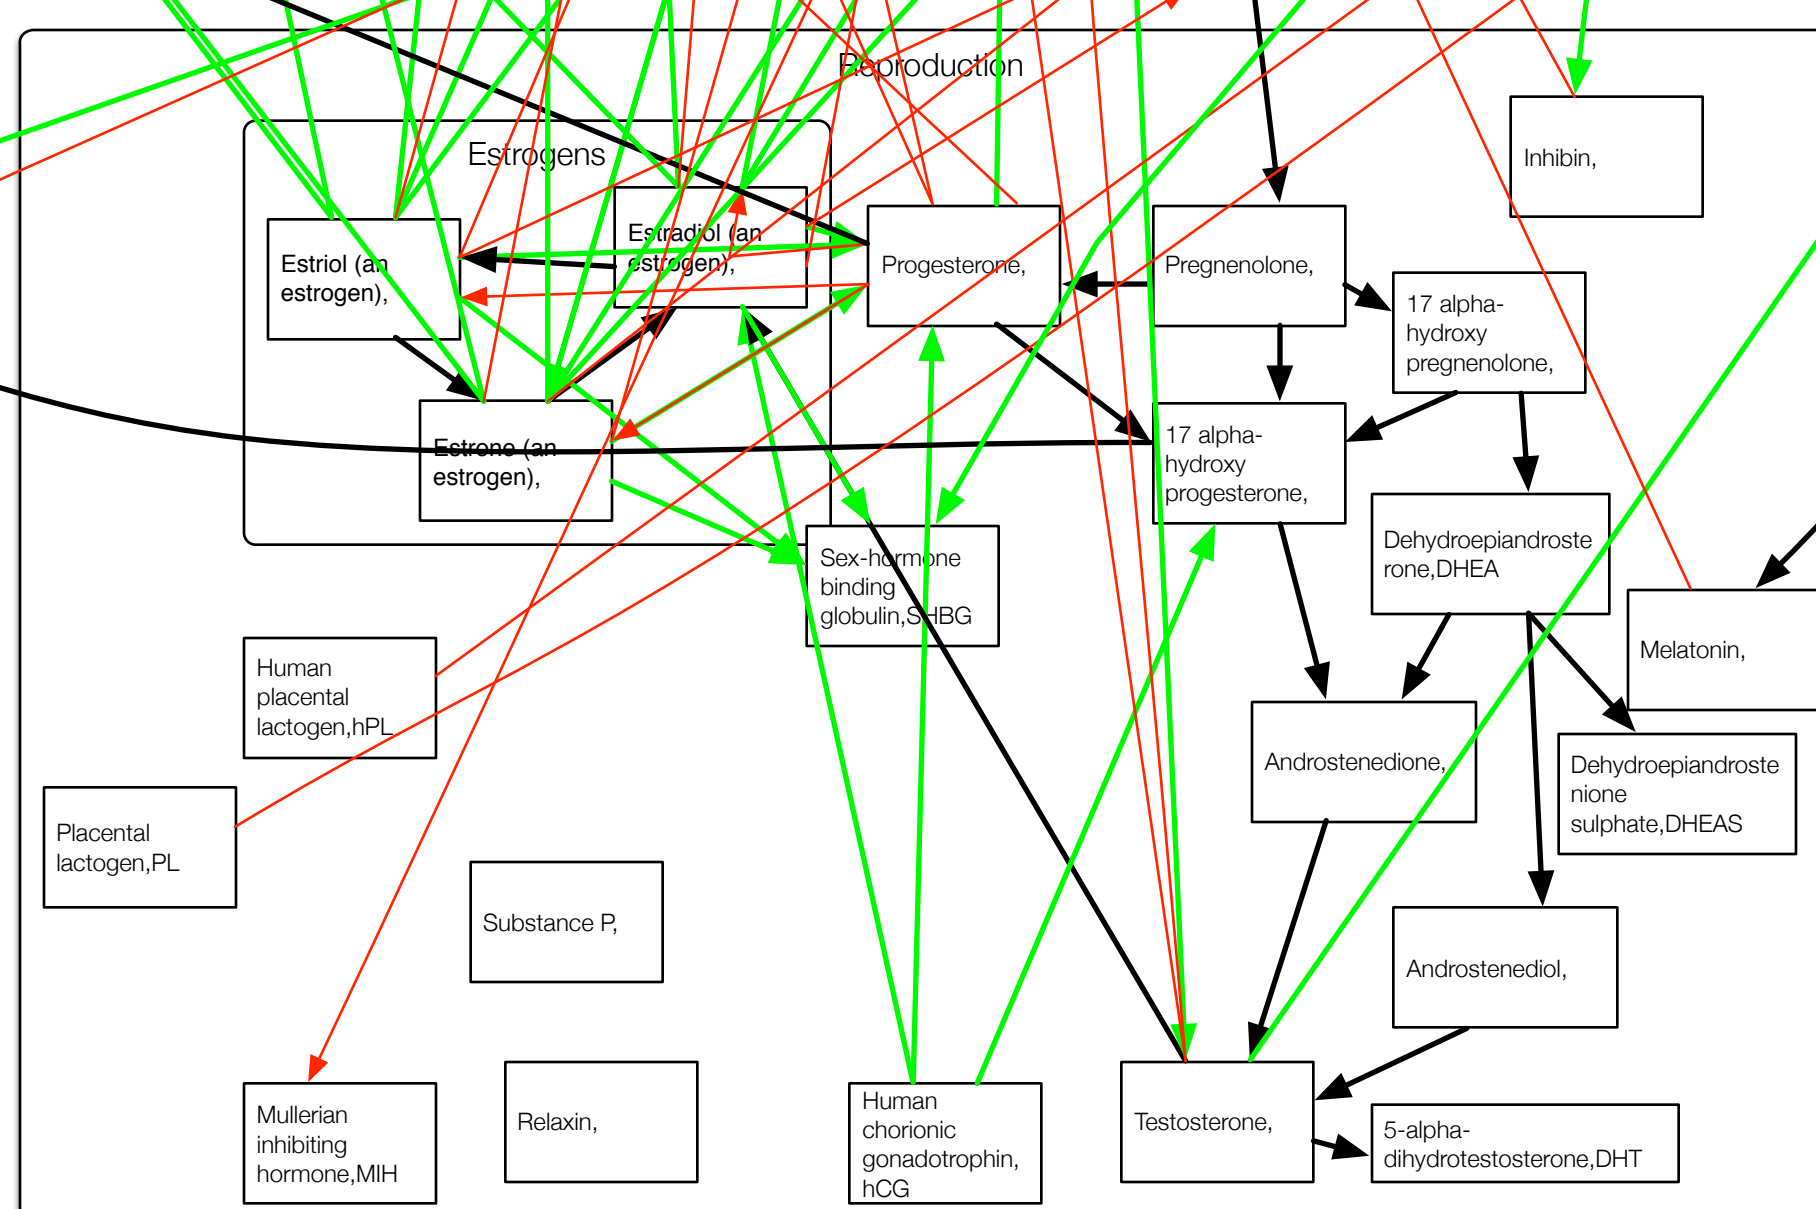 Reproduction
Estrogens
Inhibin,
Estradiol (an
estrogen),
Estriol (an
estrogen),
Progesterone,
Pregnenolone,
17 alpha-
hydroxy
pregnenolone,
Estrone (an
estrogen),
17 alpha-
hydroxy
progesterone,
Dehydroepiandroste
rone,DHEA
Sex-hormone
binding
globulin,SHBG
Melatonin,
Human
placental
lactogen,hPL
Androstenedione,
Dehydroepiandroste
nione
sulphate,DHEAS
Placental
lactogen,PL
Substance P,
Androstenediol,
Mullerian
inhibiting
hormone,MIH
Relaxin,
Human
chorionic
gonadotrophin,
hCG
Testosterone,
5-alpha-
dihydrotestosterone,DHT